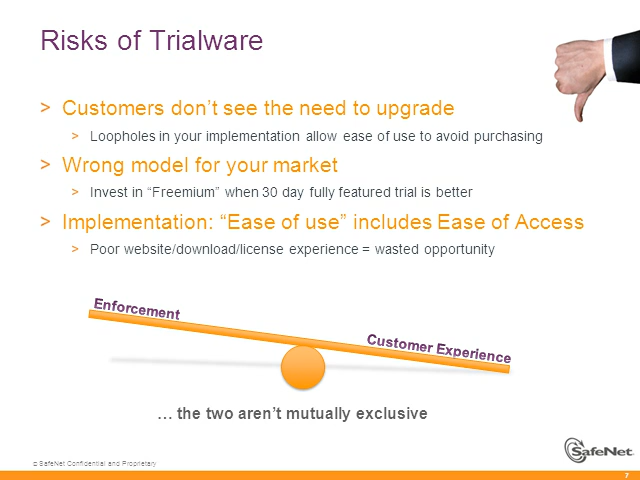 Risks of Trialware
> Customers don’t see the need to upgrade
> Loopholes in your implementation allow ease of use to avoid purchasing
> Wrong model for your market
> Invest in “Freemium” when 30 day fully featured trial is better
> Implementation: “Ease of use” includes Ease of Access
> Poor website/download/license experience = wasted opportunity
Enforcement
Customer Experience
… the two aren’t mutually exclusive
SafeNet Confidential and Proprietary
SafeNet
7